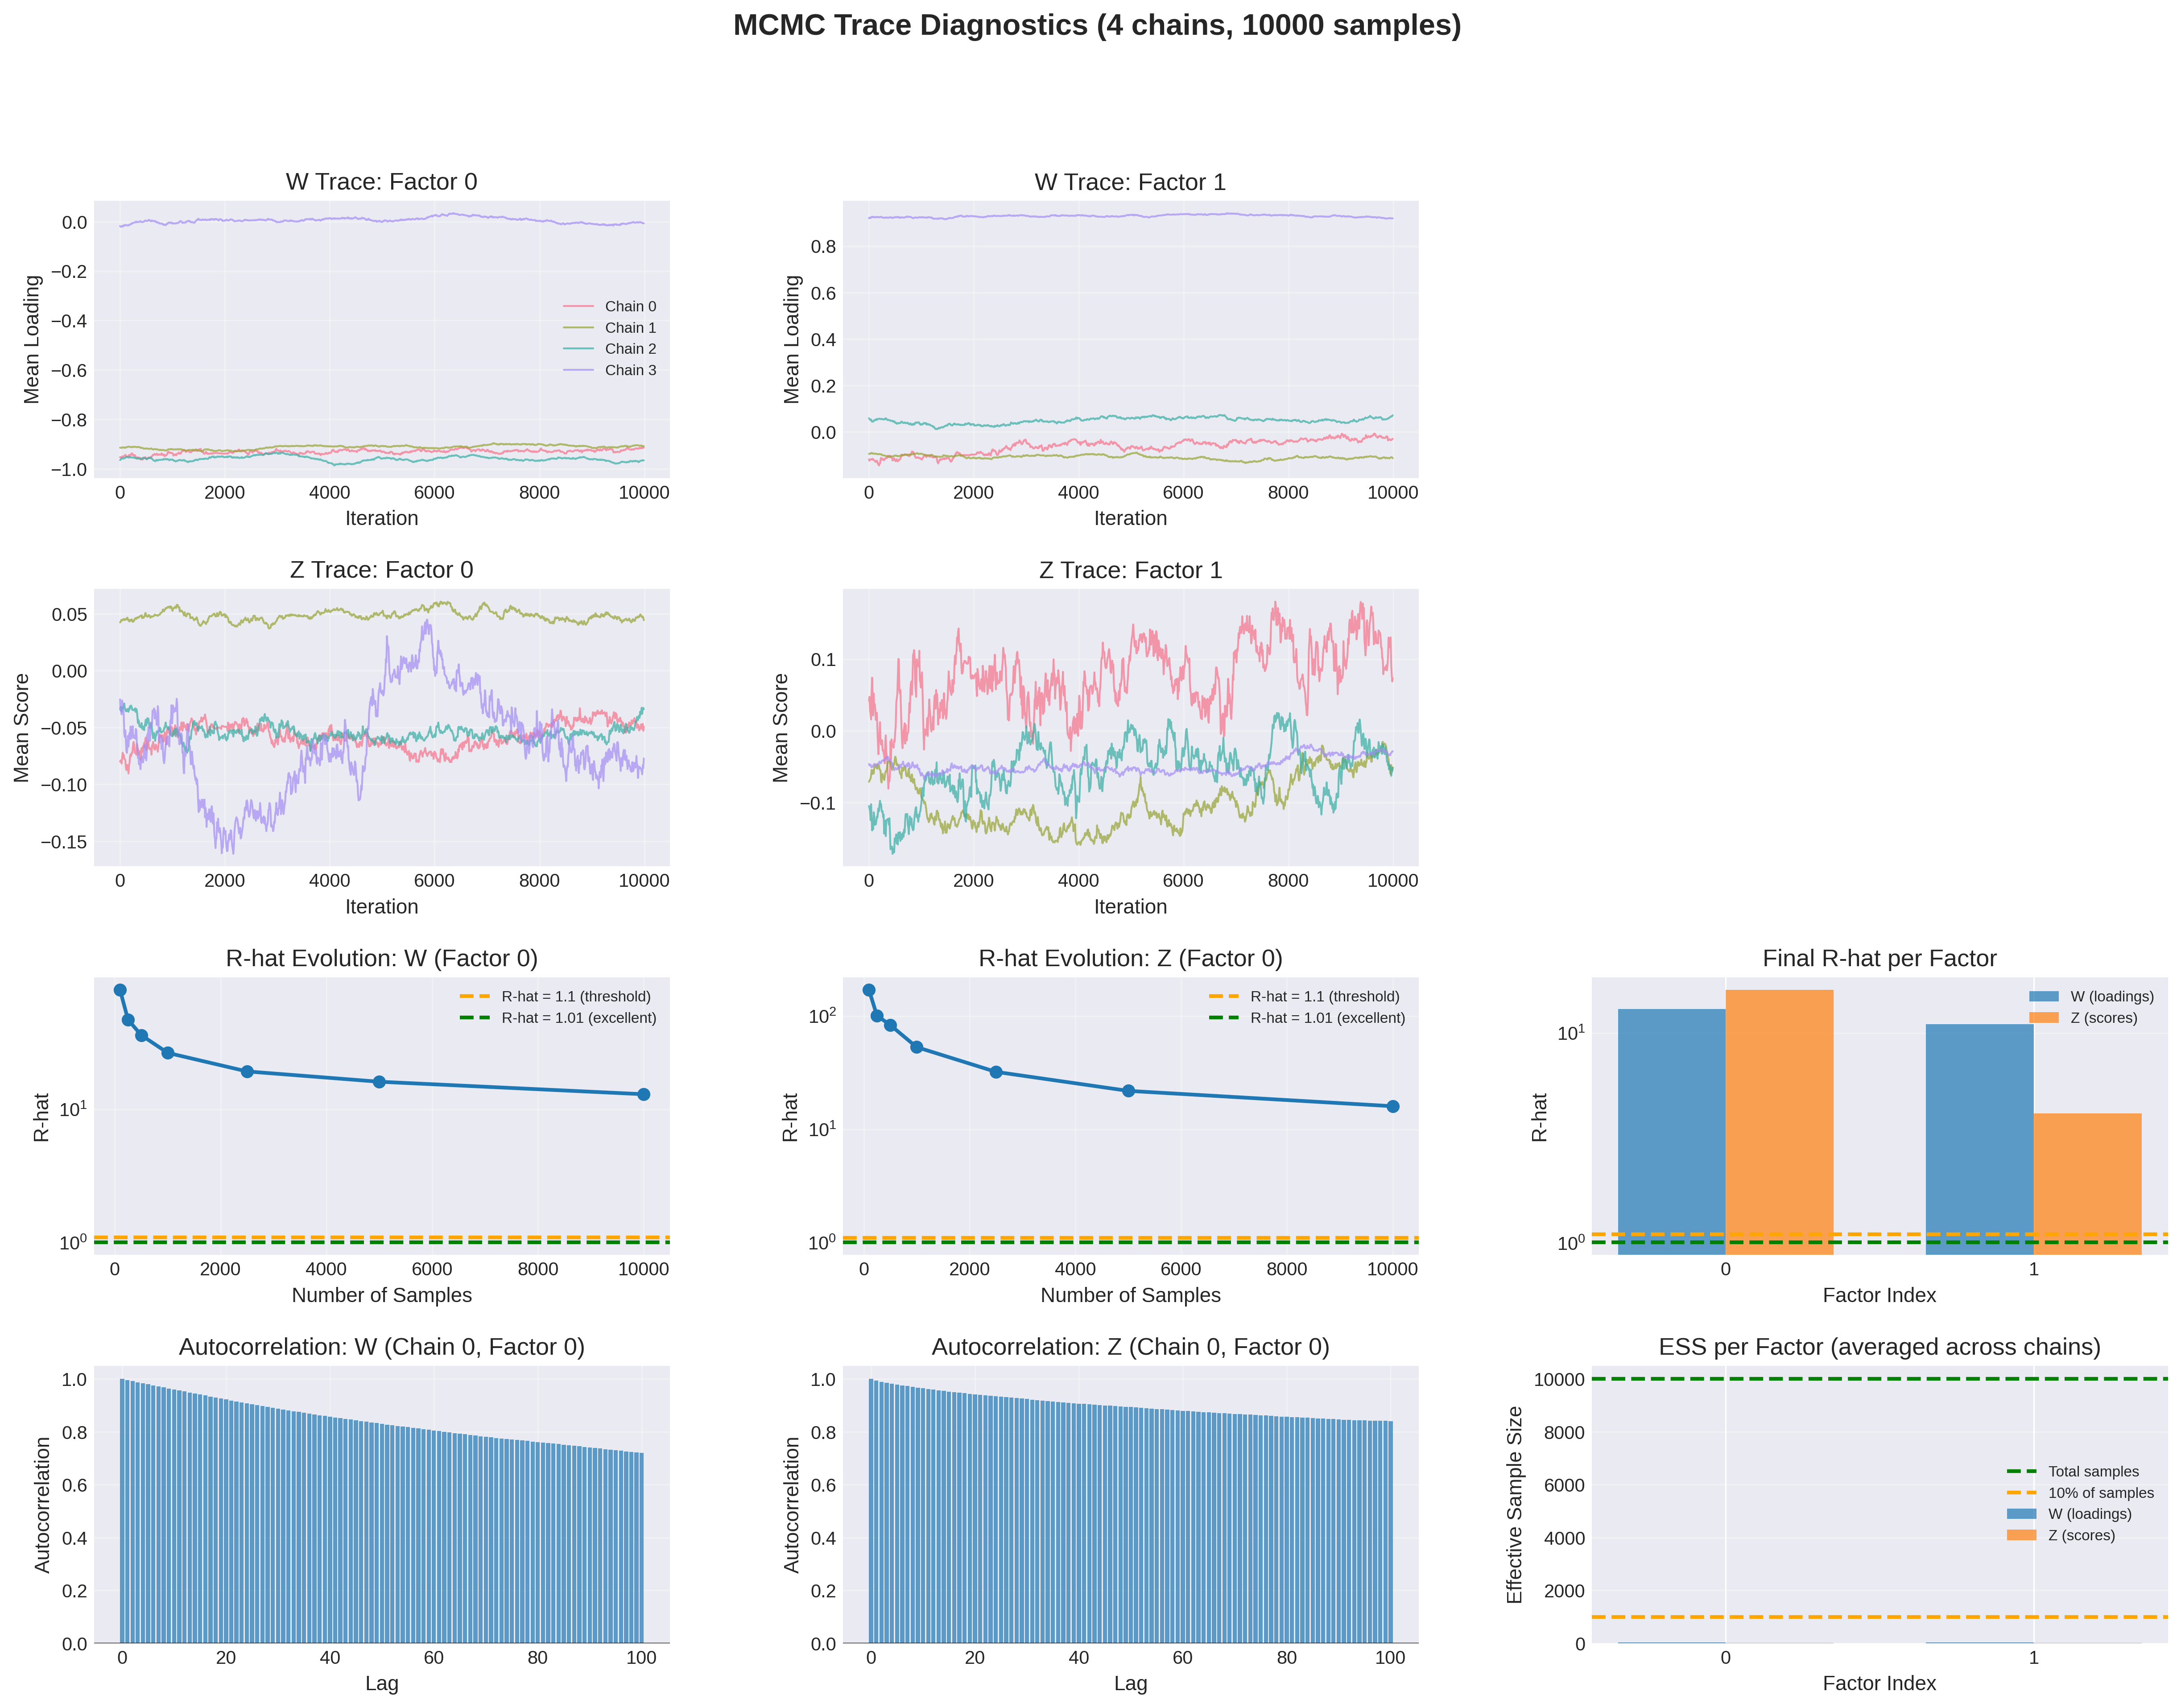 MCMC Trace Diagnostics (4 chains, 10000 samples)
W Trace: Factor 0
Mean Loading
0.0
−0.2
−0.4
−0.6
−0.8
−1.0
Chain 0
Chain 1
Chain 2
Chain 3
0 2000 4000 6000 8000 10000
Iteration
W Trace: Factor 1
Mean Loading
0.8
0.6
0.4
0.2
0.0
0 2000 4000 6000 8000 10000
Iteration
Z Trace: Factor 0
Mean Score
0.05
0.00
−0.05
−0.10
−0.15
0 2000 4000 6000 8000 10000
Iteration
Z Trace: Factor 1
Mean Score
0.1
0.0
−0.1
0 2000 4000 6000 8000 10000
Iteration
R-hat Evolution: W (Factor 0)
R-hat
10¹
10⁰
R-hat = 1.1 (threshold)
R-hat = 1.01 (excellent)
0 2000 4000 6000 8000 10000
Number of Samples
R-hat Evolution: Z (Factor 0)
R-hat
10²
10¹
10⁰
R-hat = 1.1 (threshold)
R-hat = 1.01 (excellent)
0 2000 4000 6000 8000 10000
Number of Samples
Final R-hat per Factor
R-hat
10¹
10⁰
W (loadings)
Z (scores)
0 1
Factor Index
Autocorrelation: W (Chain 0, Factor 0)
Autocorrelation
1.0
0.8
0.6
0.4
0.2
0.0
0 20 40 60 80 100
Lag
Autocorrelation: Z (Chain 0, Factor 0)
Autocorrelation
1.0
0.8
0.6
0.4
0.2
0.0
0 20 40 60 80 100
Lag
ESS per Factor (averaged across chains)
Effective Sample Size
10000
8000
6000
4000
2000
0
Total samples
10% of samples
W (loadings)
Z (scores)
0 1
Factor Index